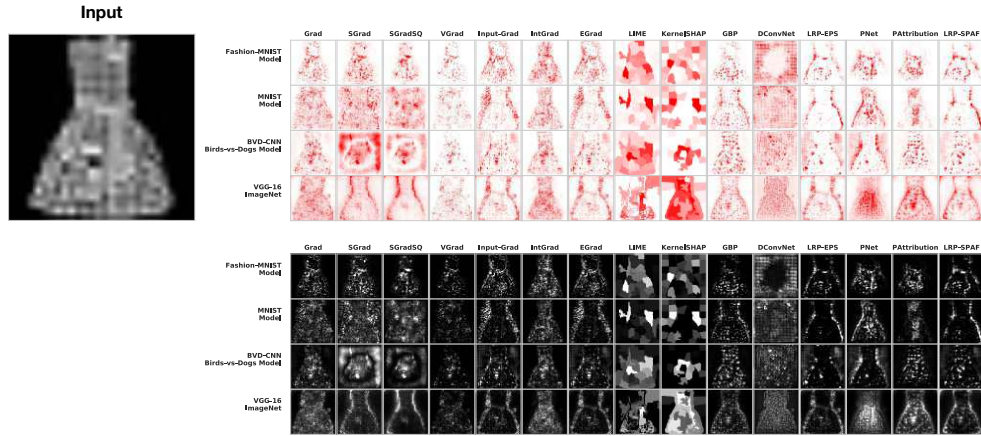 Input
Grad SGrad SGradSQ VGrad Input-Grad IntGrad EGrad LIME KernelSHAP GBP DConvNet LRP-EPS PNet PAttribution LRP-SPAF
Fashion-MNIST
Model
MNIST
Model
BVD-CNN
Birds-vs-Dogs Model
VGG-16
ImageNet
Grad SGrad SGradSQ VGrad Input-Grad IntGrad EGrad LIME KernelSHAP GBP DConvNet LRP-EPS PNet PAttribution LRP-SPAF
Fashion-MNIST
Model
MNIST
Model
BVD-CNN
Birds-vs-Dogs Model
VGG-16
ImageNet